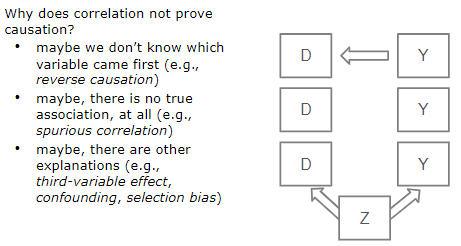 Why does correlation not prove
causation?
• maybe we don't know which
variable came first (e.g.,
reverse causation)
• maybe, there is no true
association, at all (e.g.,
spurious correlation)
• maybe, there are other
explanations (e.g.,
third-variable effect,
confounding, selection bias)
D Y
D Y
D Y
Z